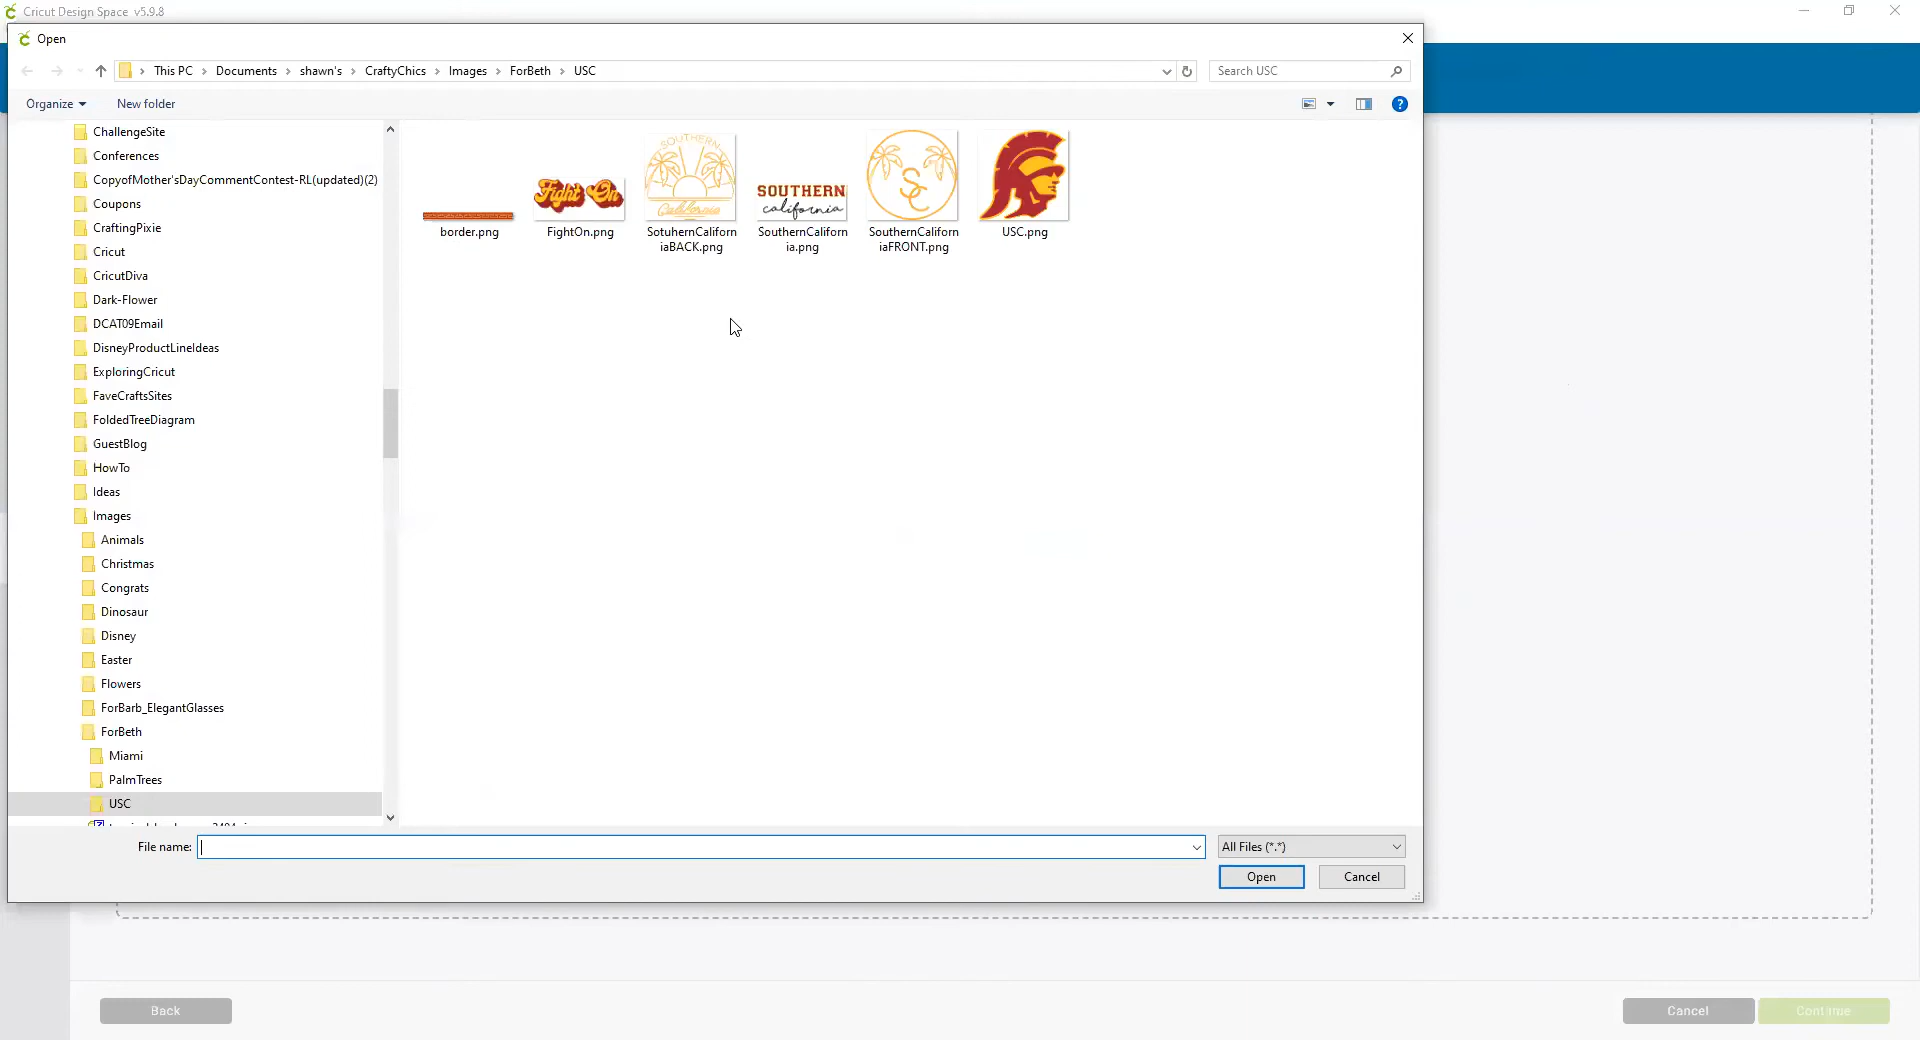 Cricut Design Space v5.9.8
Open
This PC > Documents > shawn's > CraftyChics > Images > ForBeth > USC
Search USC
Organize
New folder
?
ChallengeSite
Conferences
CopyofMother'sDayCommentContest-RL(updated)(2)
Coupons
CraftingPixie
Cricut
CricutDiva
Dark-Flower
DCAT09Email
DisneyProductLineIdeas
ExploringCricut
FaveCraftsSites
FoldedTreeDiagram
GuestBlog
HowTo
Ideas
Images
Animals
Christmas
Congrats
Dinosaur
Disney
Easter
Flowers
ForBarb_ElegantGlasses
ForBeth
Miami
PalmTrees
USC
border.png
Fight On
FightOn.png
SOUTHERN
California
SotuhernCaliforn
iaBACK.png
SOUTHERN
california
SouthernCaliforn
ia.png
SC
SouthernCaliforn
iaFRONT.png
USC.png
File name:
All Files (*.*)
Open
Cancel
Back
Cancel
Continue